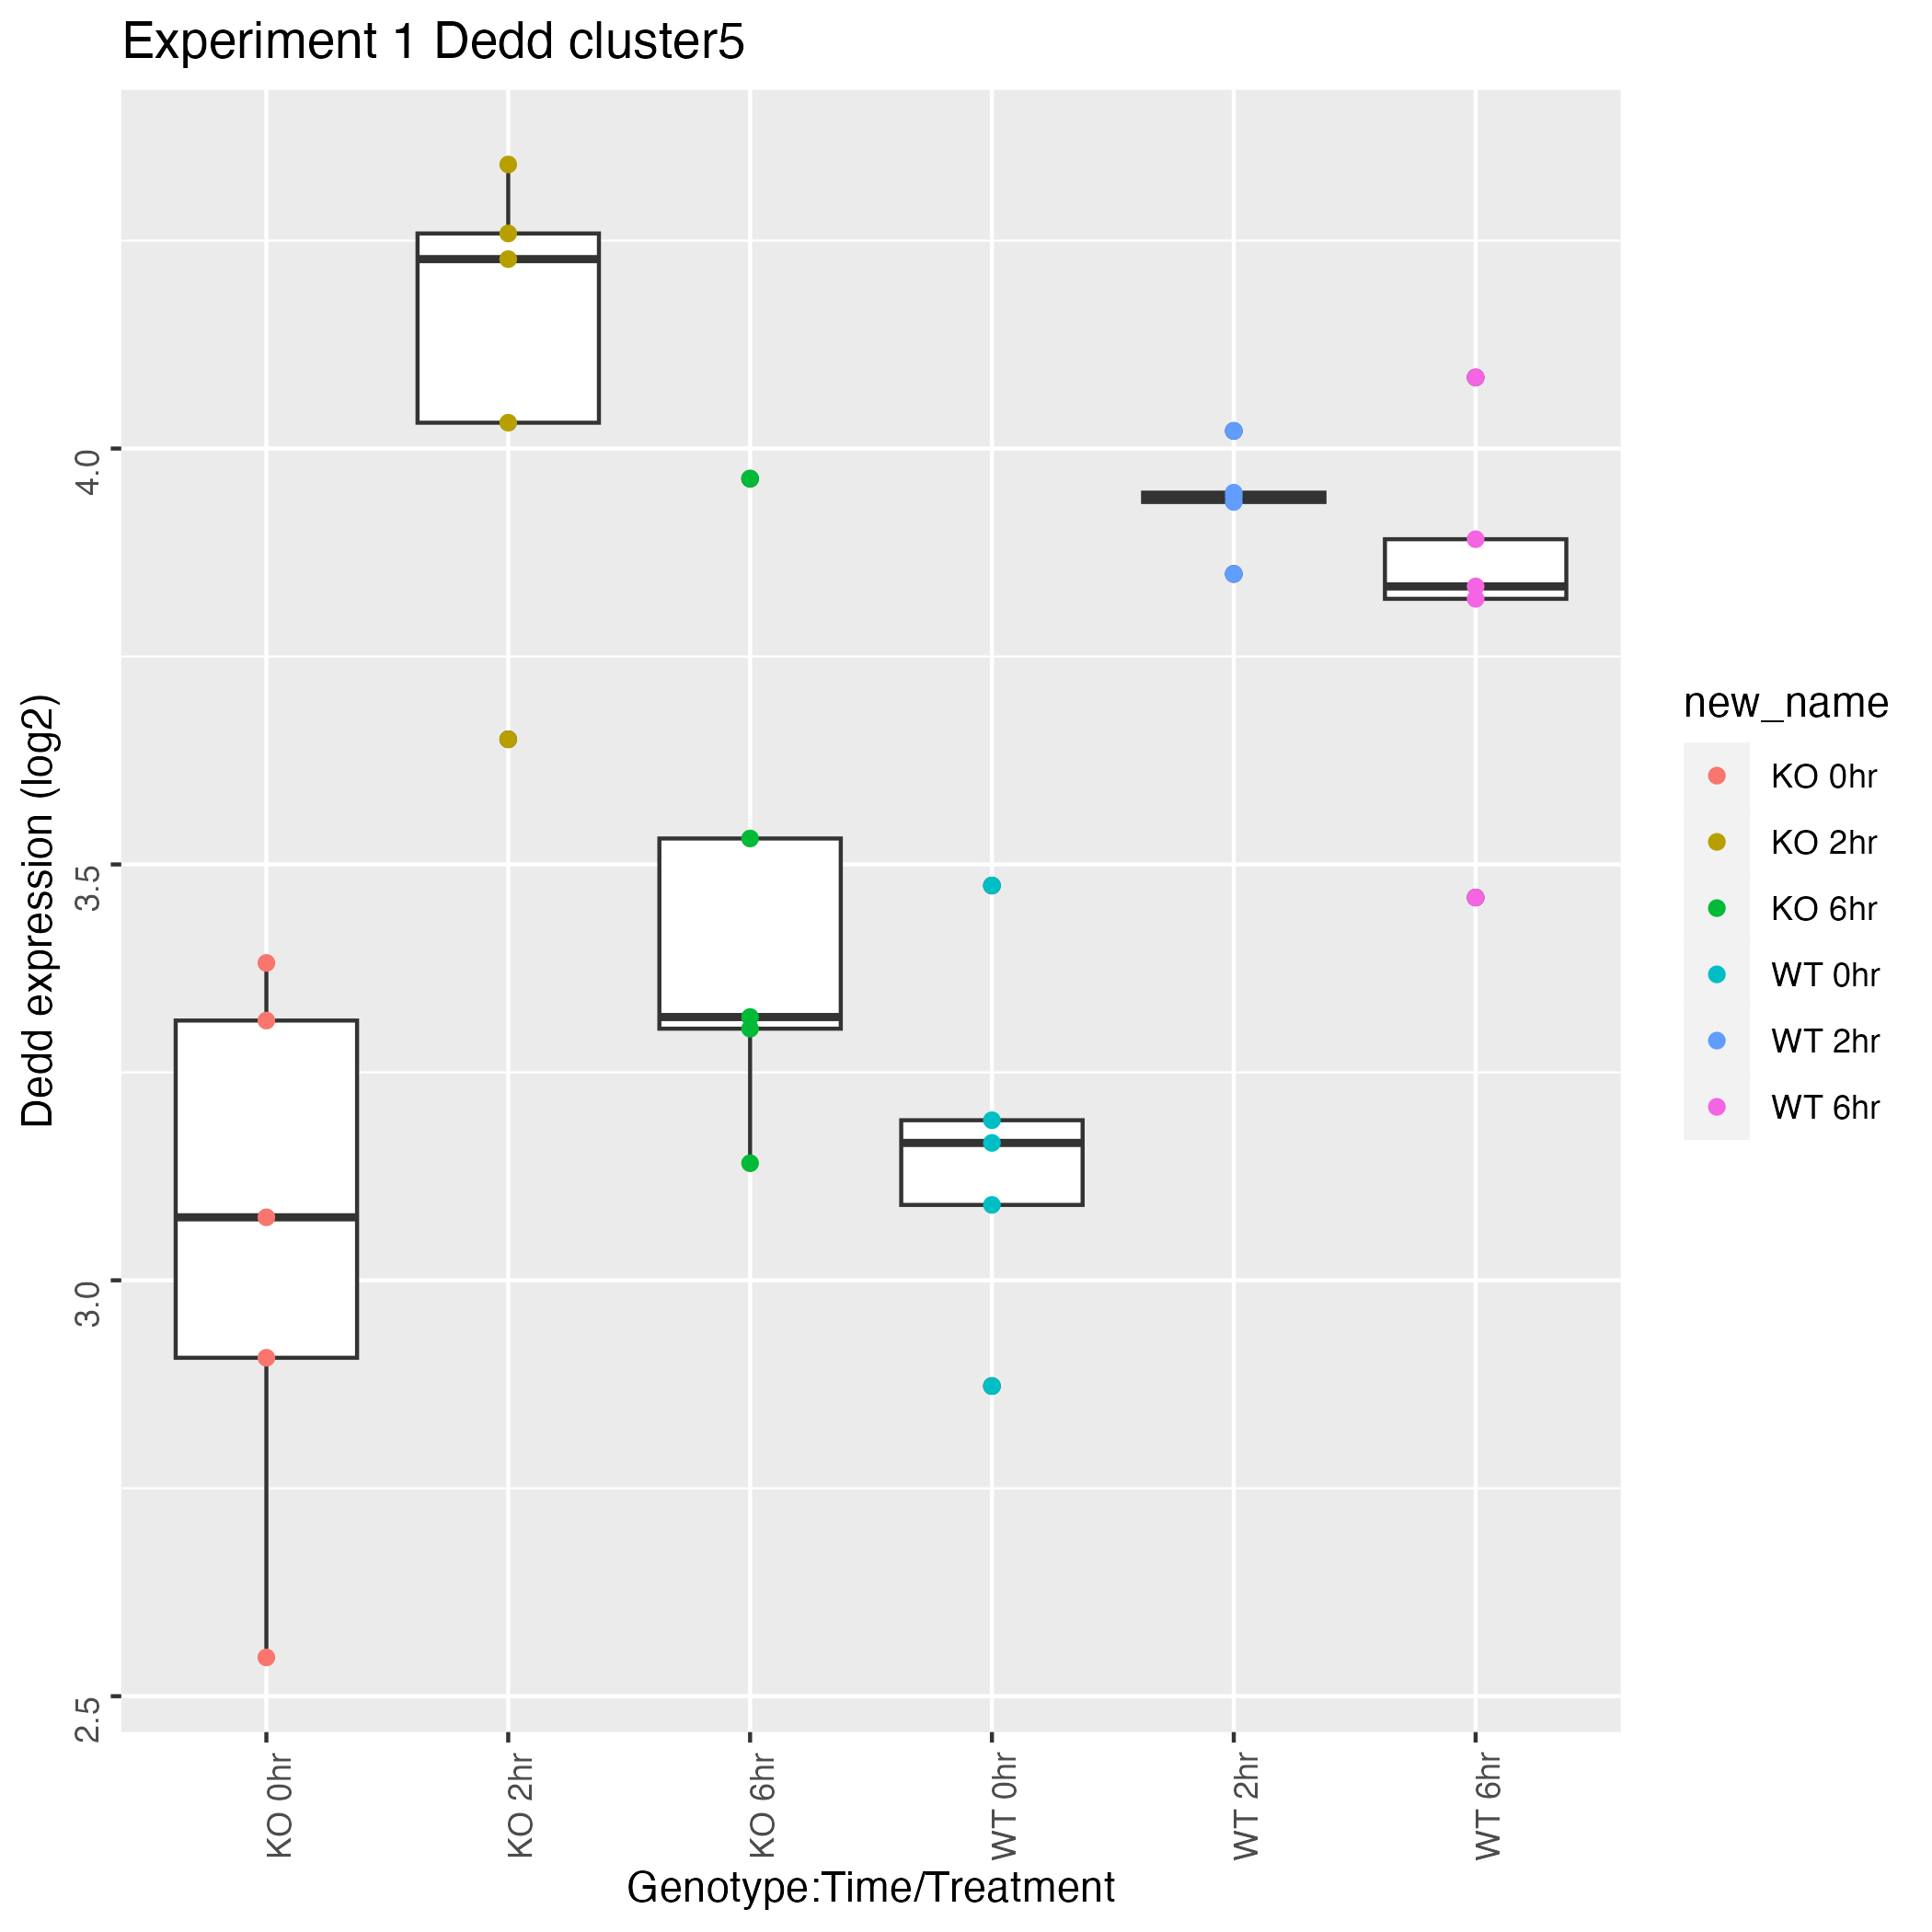 Experiment 1 Dedd cluster5
Dedd expression (log2)
4.0
3.5
3.0
2.5
KO 0hr
KO 2hr
KO 6hr
WT 0hr
WT 2hr
WT 6hr
Genotype:Time/Treatment
new_name
KO 0hr
KO 2hr
KO 6hr
WT 0hr
WT 2hr
WT 6hr